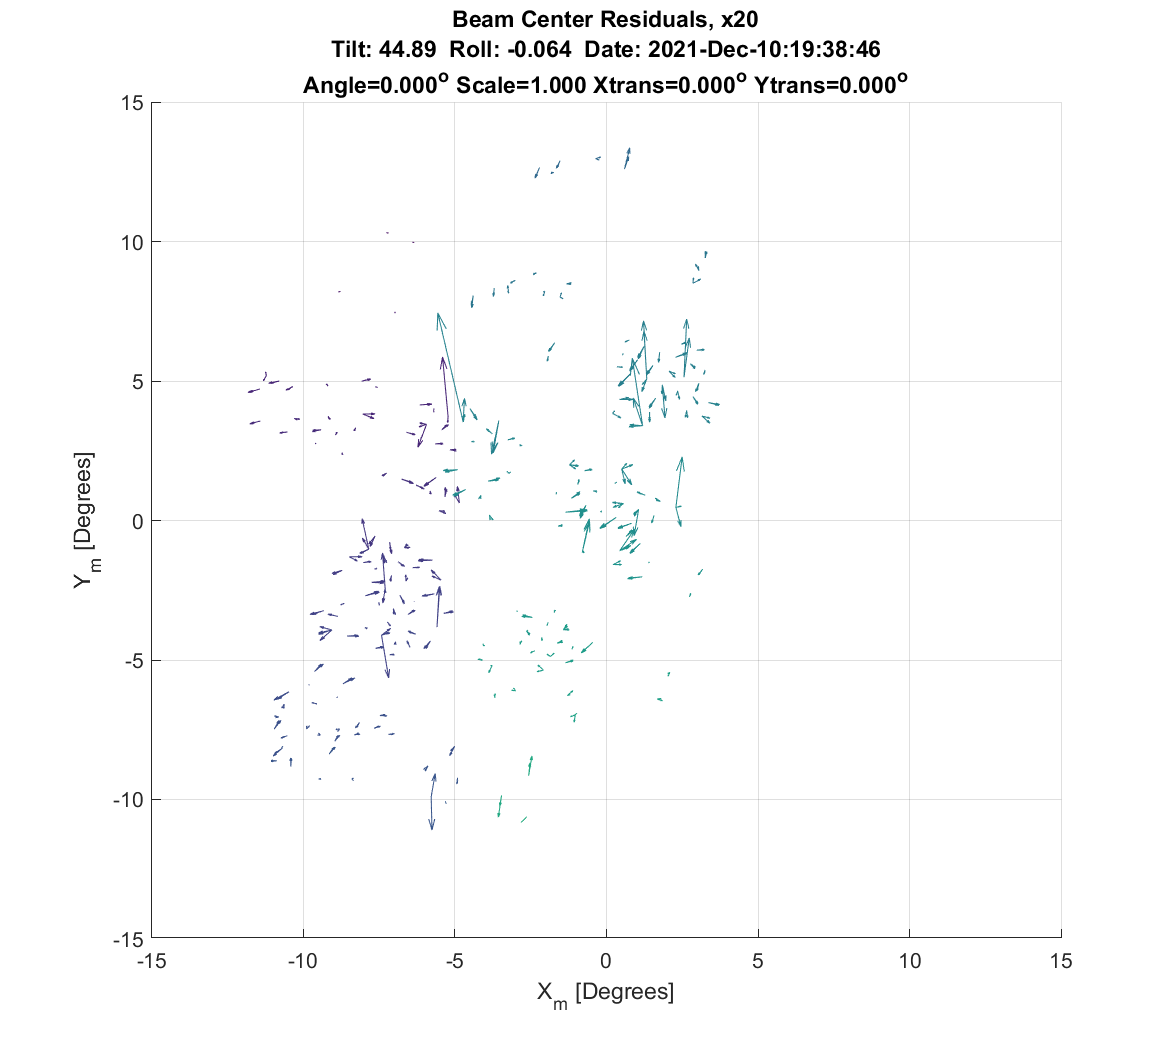 Beam Center Residuals, x20
Tilt: 44.89  Roll: -0.064  Date: 2021-Dec-10:19:38:46
Angle=0.000° Scale=1.000 Xtrans=0.000° Ytrans=0.000°
15
10
5
0
-5
-10
-15
Y_m [Degrees]
-15 -10 -5 0 5 10 15
X_m [Degrees]